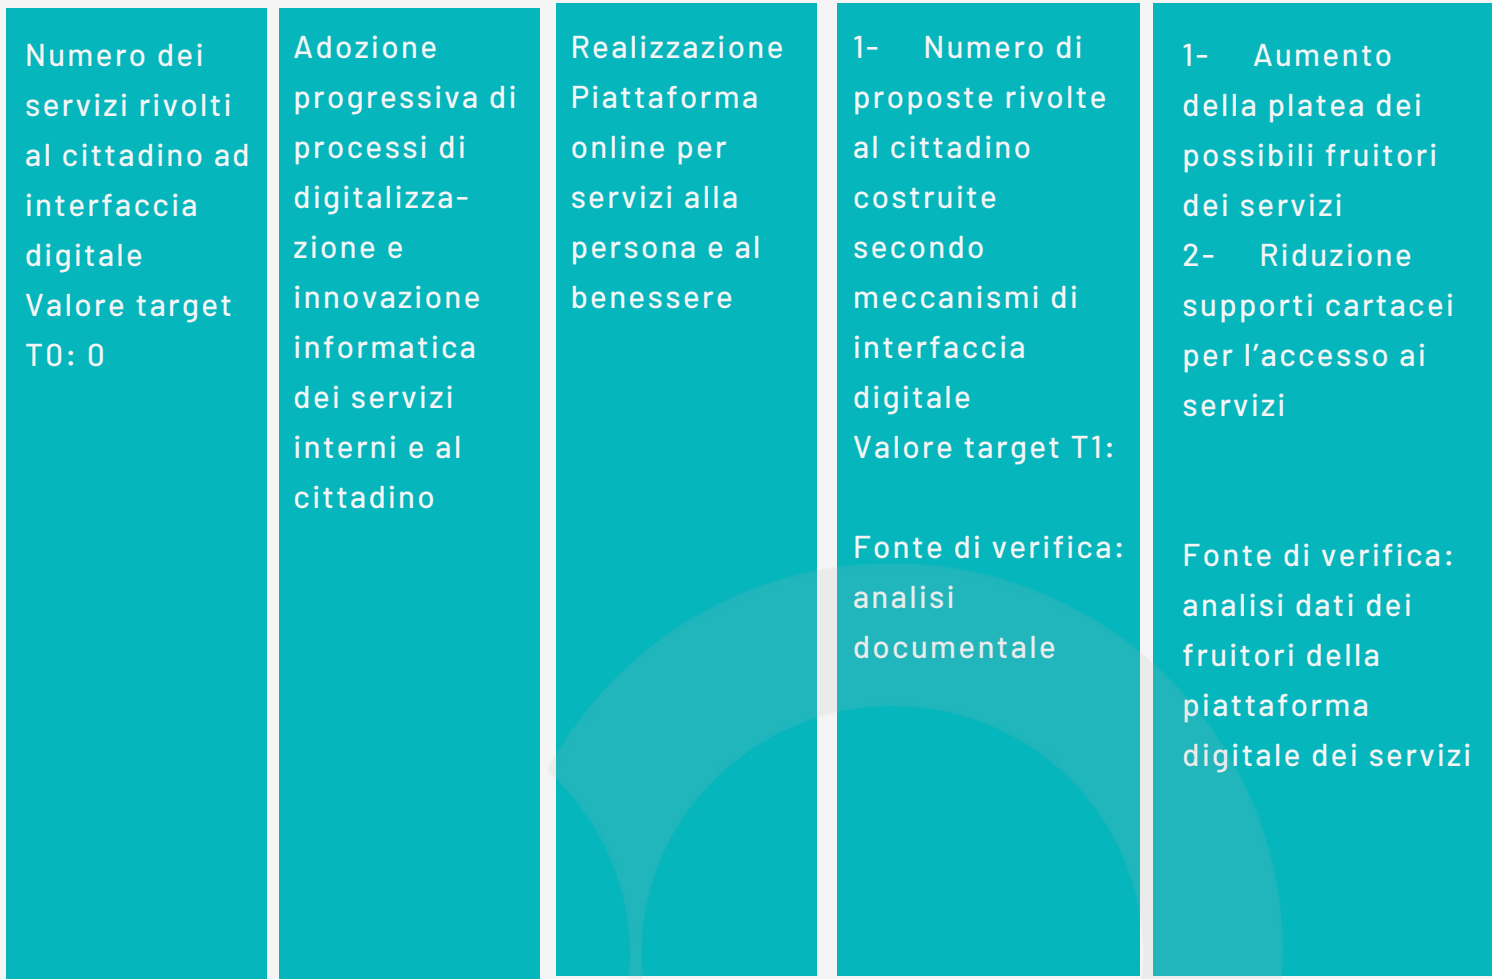 Numero dei
servizi rivolti
al cittadino ad
interfaccia
digitale
Valore target
T0: 0
Adozione
progressiva di
processi di
digitalizza-
zione e
innovazione
informatica
dei servizi
interni e al
cittadino
Realizzazione
Piattaforma
online per
servizi alla
persona e al
benessere
1- Numero di
proposte rivolte
al cittadino
costruite
secondo
meccanismi di
interfaccia
digitale
Valore target T1:
Fonte di verifica:
analisi
documentale
1- Aumento
della platea dei
possibili fruitori
dei servizi
2- Riduzione
supporti cartacei
per l’accesso ai
servizi
Fonte di verifica:
analisi dati dei
fruitori della
piattaforma
digitale dei servizi